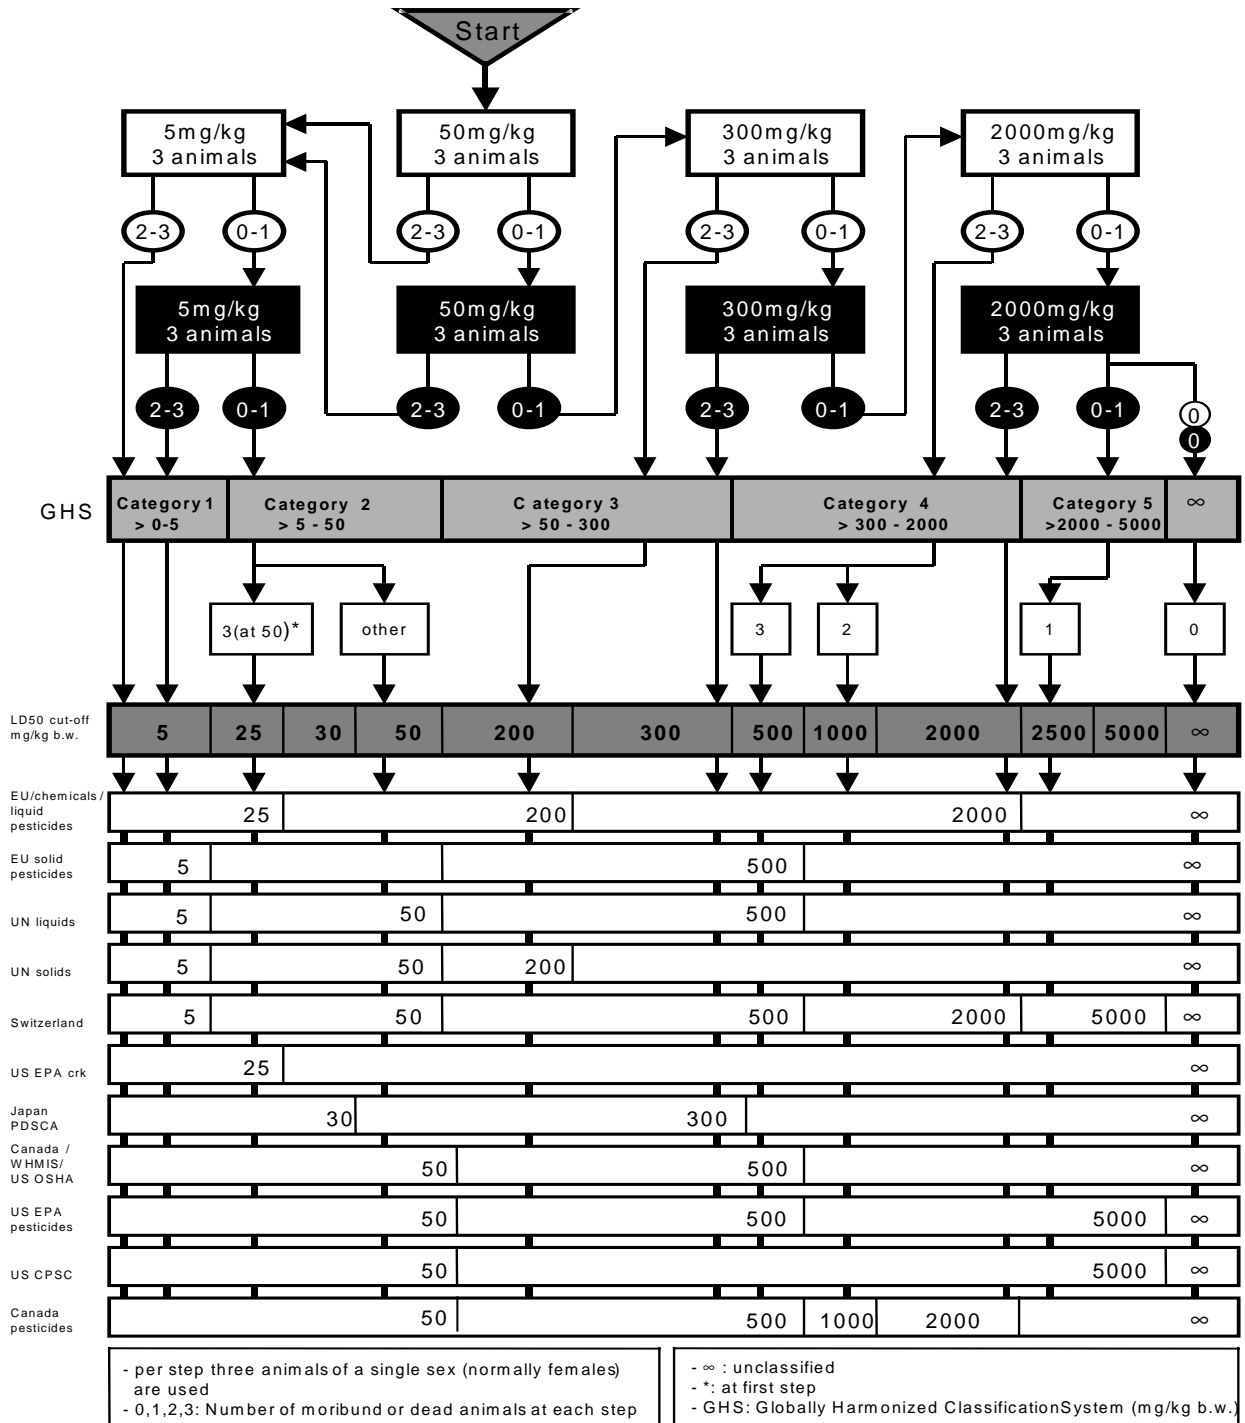 Start
5mg/kg
3 animals
50mg/kg
3 animals
300mg/kg
3 animals
2000mg/kg
3 animals
2-3
0-1
2-3
0-1
2-3
0-1
2-3
0-1
5mg/kg
3 animals
50mg/kg
3 animals
300mg/kg
3 animals
2000mg/kg
3 animals
2-3
0-1
2-3
0-1
2-3
0-1
2-3
0-1
0
0
GHS
Category 1
> 0-5
Category 2
> 5 - 50
Category 3
> 50 - 300
Category 4
> 300 - 2000
Category 5
>2000 - 5000
∞
3(at 50)*
other
3
2
1
0
LD50 cut-off
mg/kg b.w.
5 25 30 50 200 300 500 1000 2000 2500 5000 ∞
EU/chemicals/
liquid
pesticides
25 200 2000 ∞
EU solid
pesticides
5 500 ∞
UN liquids
5 50 500 ∞
UN solids
5 50 200 ∞
Switzerland
5 50 500 2000 5000 ∞
US EPA crk
25 ∞
Japan
PDSCA
30 300 ∞
Canada /
WHMIS/
US OSHA
50 500 ∞
US EPA
pesticides
50 500 5000 ∞
US CPSC
50 5000 ∞
Canada
pesticides
50 500 1000 2000 ∞
- per step three animals of a single sex (normally females)
are used
- 0,1,2,3: Number of moribund or dead animals at each step
- ∞ : unclassified
- *: at first step
- GHS: Globally Harmonized ClassificationSystem (mg/kg b.w.)